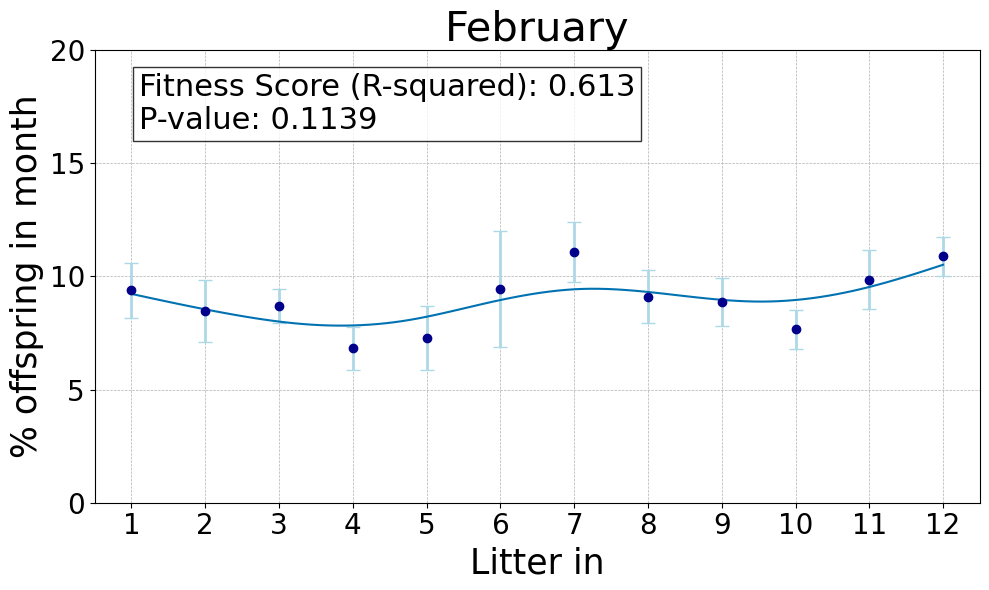 February
Fitness Score (R-squared): 0.613
P-value: 0.1139
% offspring in month
20
15
10
5
0
1 2 3 4 5 6 7 8 9 10 11 12
Litter in